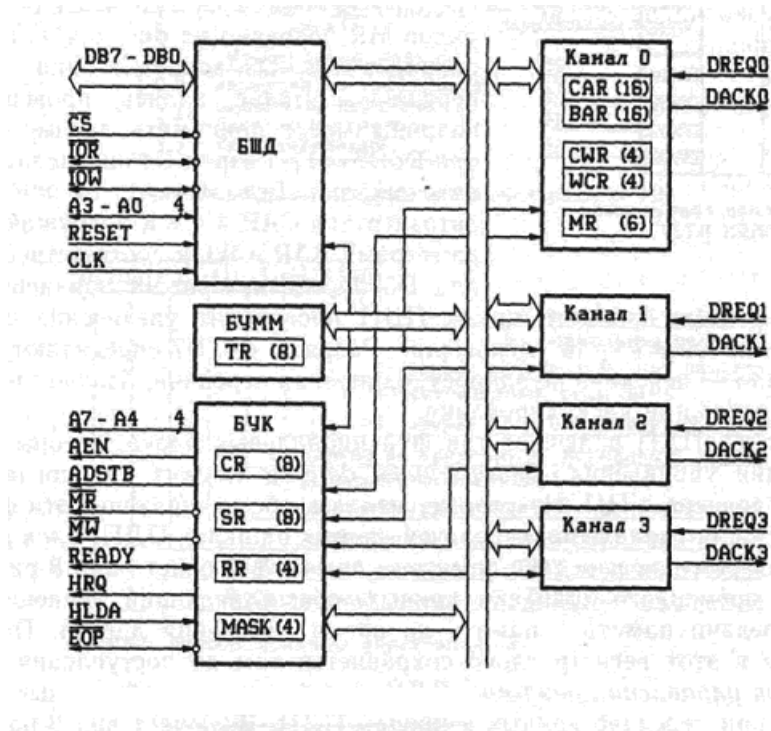 DB7 - DB0
CS
IOR
IOW
A3 - A0 4
RESET
CLK
БШД
БУММ
TR (8)
A7 - A4 4
AEN
ADSTB
MR
MW
READY
HRQ
HLDA
EOP
БУК
CR (8)
SR (8)
RR (4)
MASK (4)
Канал 0
CAR (16)
BAR (16)
CWR (4)
WCR (4)
MR (6)
DREQ0
DACK0
Канал 1
DREQ1
DACK1
Канал 2
DREQ2
DACK2
Канал 3
DREQ3
DACK3